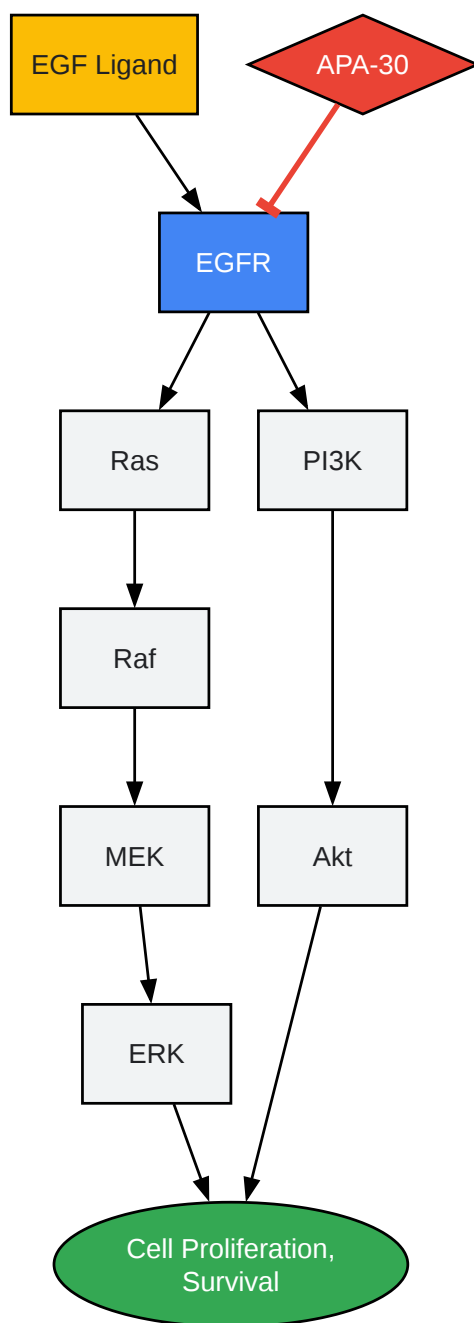 EGF Ligand
APA-30
EGFR
Ras
PI3K
Raf
MEK
Akt
ERK
Cell Proliferation,
Survival